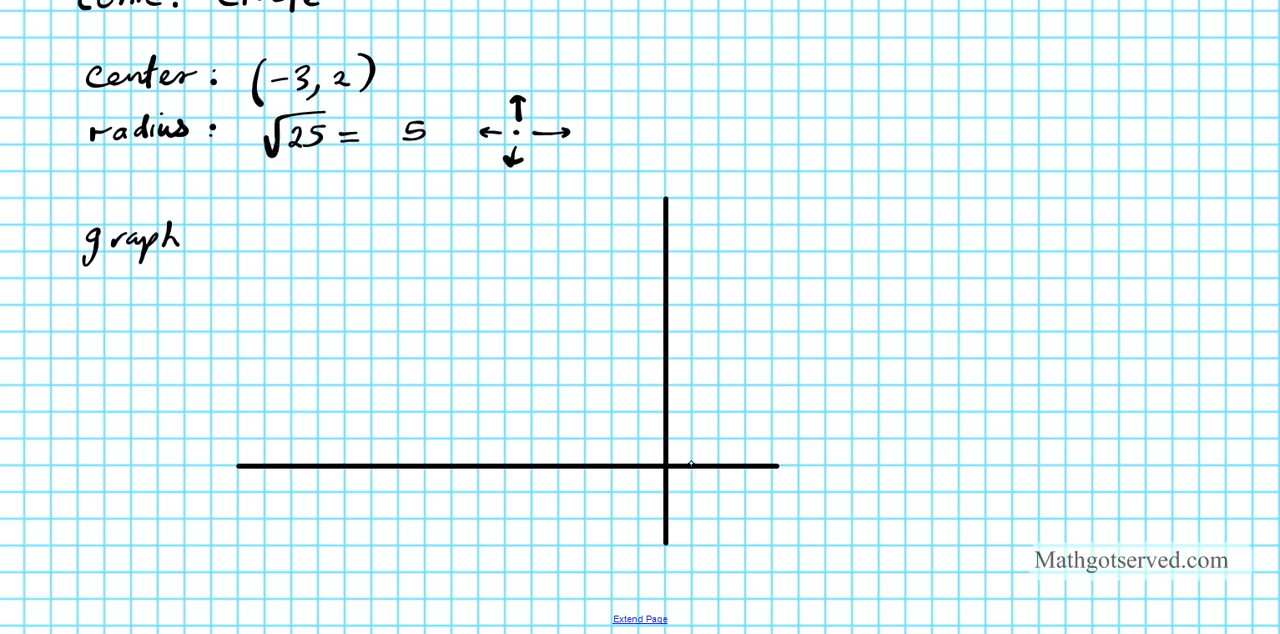 center: (-3, 2)
radius: √25 = 5
graph
Mathgotserved.com
Extend Page